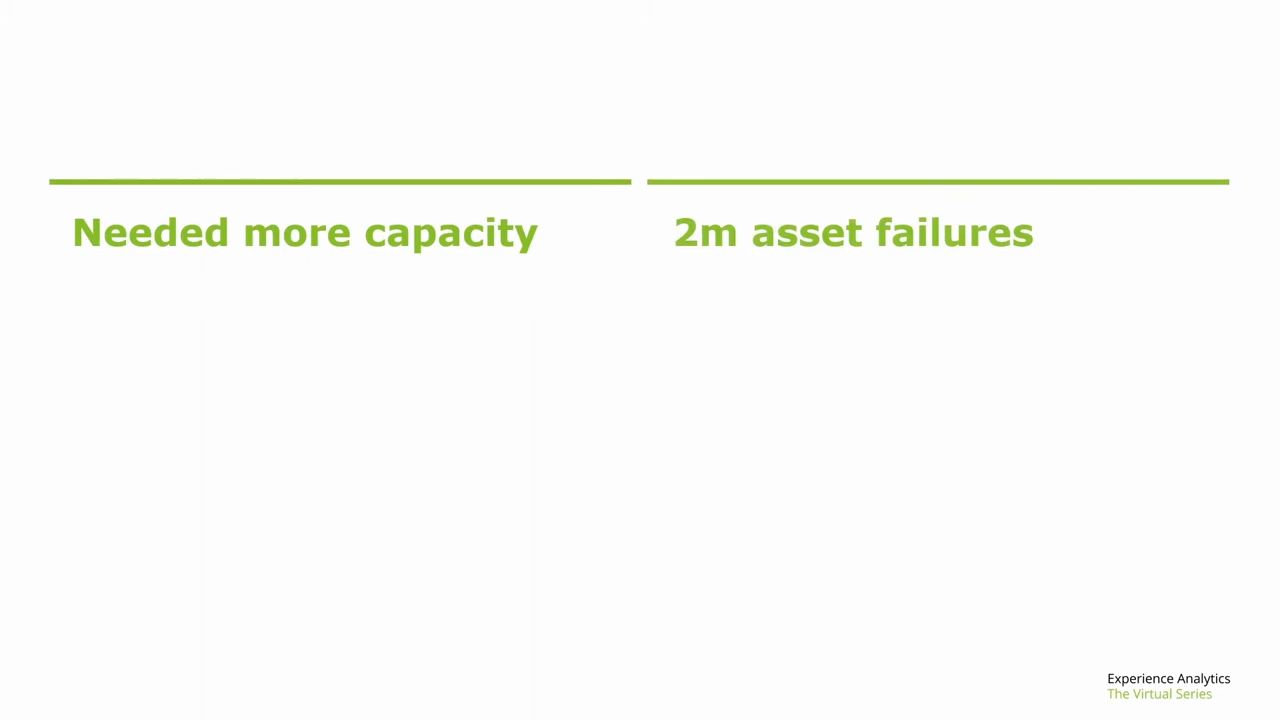 Needed more capacity
2m asset failures
Experience Analytics
The Virtual Series